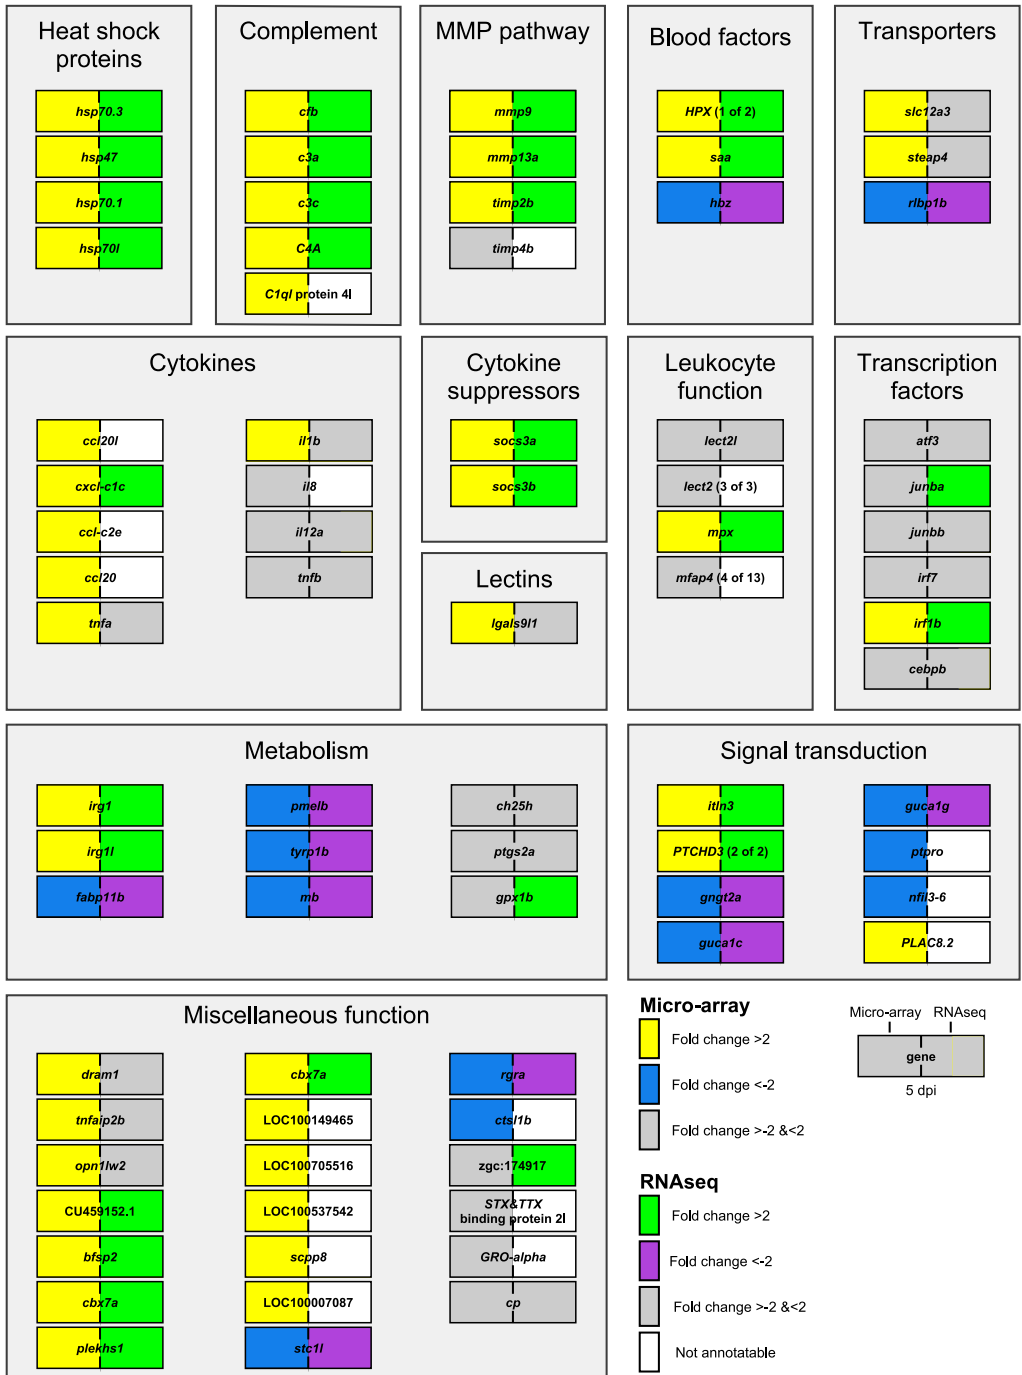 Heat shock
proteins
hsp70.3
hsp47
hsp70.1
hsp70l
Complement
cfb
c3a
c3c
C4A
C1ql protein 4l
MMP pathway
mmp9
mmp13a
timp2b
timp4b
Blood factors
HPX (1 of 2)
saa
hbz
Transporters
slc12a3
steap4
rlbp1b
Cytokines
ccl20l
cxcl-c1c
ccl-c2e
ccl20
tnfa
il1b
il8
il12a
tnfb
Cytokine
suppressors
socs3a
socs3b
Lectins
lgals9l1
Leukocyte
function
lect2l
lect2 (3 of 3)
mpx
mfap4 (4 of 13)
Transcription
factors
atf3
junba
junbb
irf7
irf1b
cebpb
Metabolism
irg1
irg1l
fabp11b
pmelb
tyrp1b
mb
ch25h
ptgs2a
gpx1b
Signal transduction
itln3
PTCHD3 (2 of 2)
gngt2a
guca1c
guca1g
ptpro
nfil3-6
PLAC8.2
Miscellaneous function
dram1
tnfaip2b
opn1lw2
CU459152.1
bfsp2
cbx7a
plekhs1
cbx7a
LOC100149465
LOC100705516
LOC100537542
scpp8
LOC100007087
stc1l
rgra
ctsl1b
zgc:174917
STX&TTX
binding protein 2l
GRO-alpha
cp
Micro-array
Fold change >2
Fold change <-2
Fold change >-2 &<2
RNAseq
Fold change >2
Fold change <-2
Fold change >-2 &<2
Not annotatable
Micro-array RNAseq
gene
5 dpi